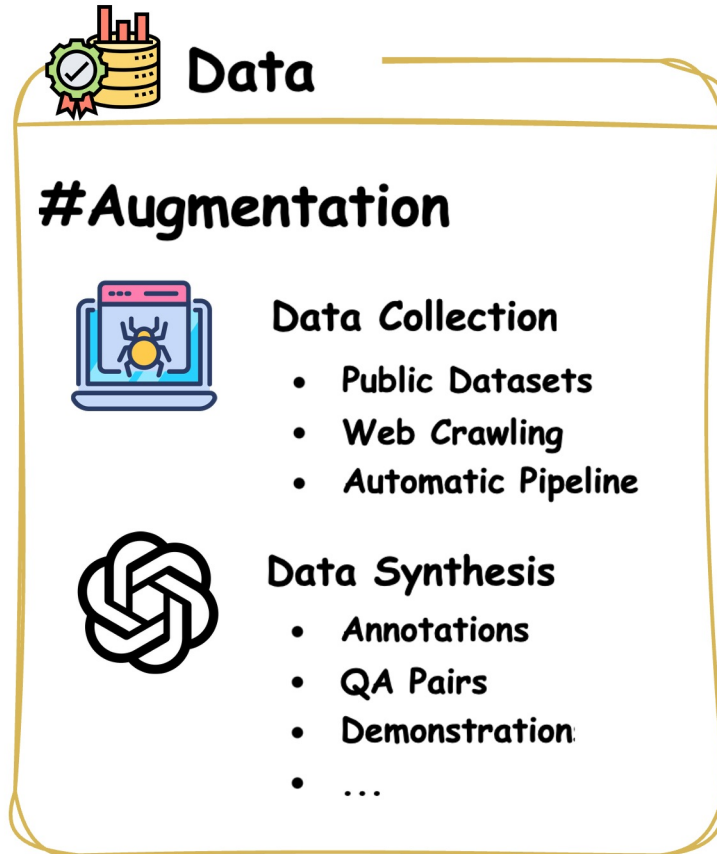 Data
#Augmentation
Data Collection
• Public Datasets
• Web Crawling
• Automatic Pipeline
Data Synthesis
• Annotations
• QA Pairs
• Demonstration
• ...